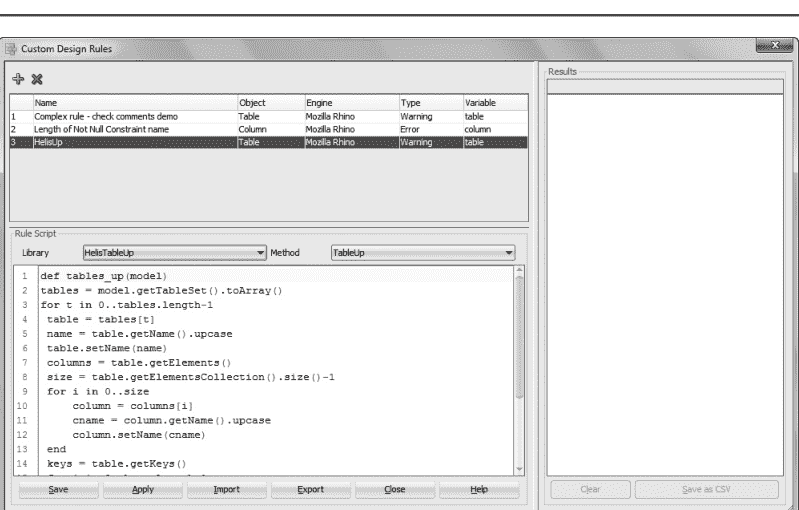 Custom Design Rules
Name Object Engine Type Variable
1 Complex rule - check comments demo Table Mozilla Rhino Warning table
2 Length of Not Null Constraint name Column Mozilla Rhino Error column
3 HelisUp Table Mozilla Rhino Warning table
Rule Script
Library HelisTableUp Method TableUp
1 def tables_up(model)
2 tables = model.getTableSet().toArray()
3 for t in 0..tables.length-1
4 table = tables[t]
5 name = table.getName().upcase
6 table.setName(name)
7 columns = table.getElements()
8 size = table.getElementsCollection().size()-1
9 for i in 0..size
10 column = columns[i]
11 cname = column.getName().upcase
12 column.setName(cname)
13 end
14 keys = table.getKeys()
Save Apply Import Export Close Help
Results
Clear Save as CSV